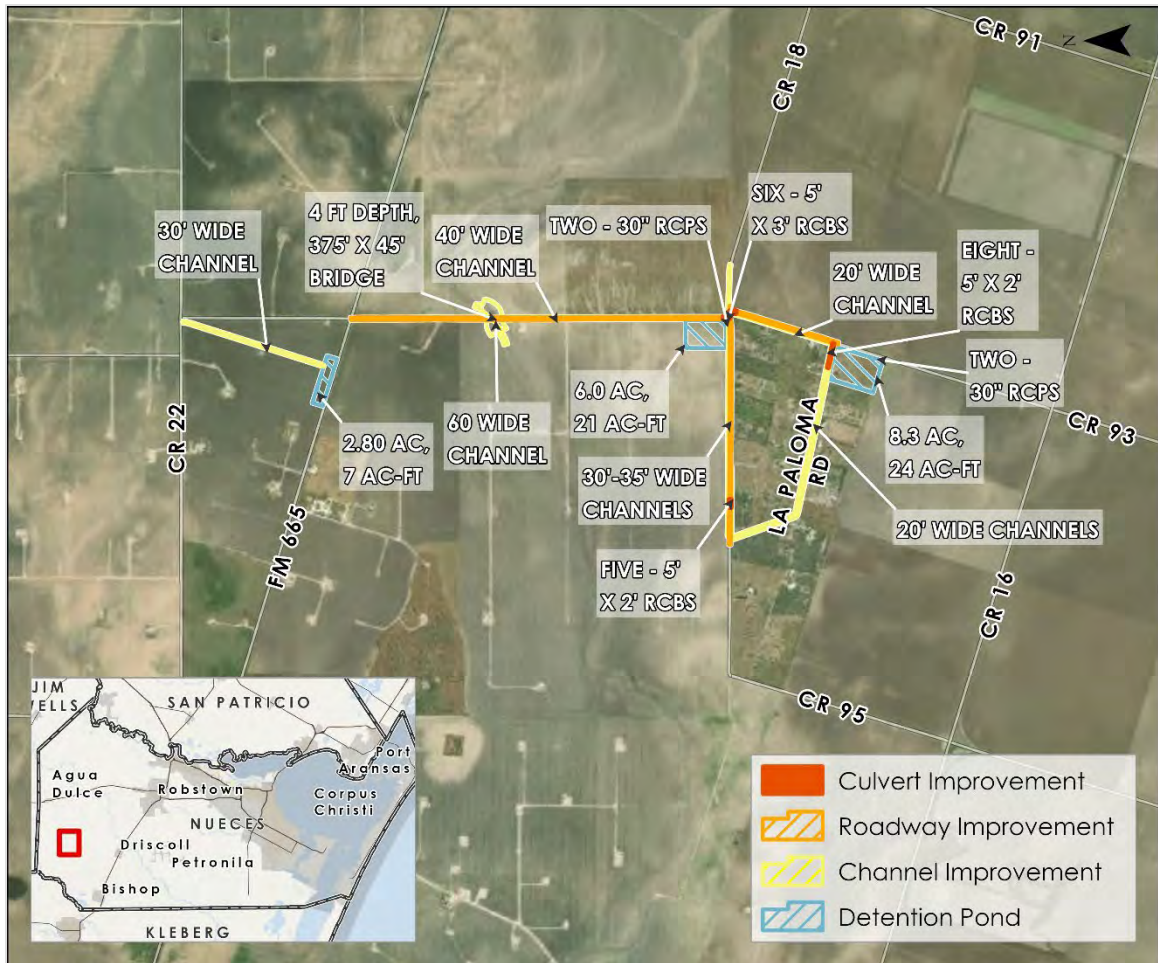 CR 91
N
CR 18
SIX - 5'
X 3' RCBS
4 FT DEPTH,
375' X 45'
BRIDGE
TWO - 30" RCPS
30' WIDE
CHANNEL
40' WIDE
CHANNEL
EIGHT -
5' X 2'
RCBS
20' WIDE
CHANNEL
TWO -
30" RCPS
6.0 AC,
21 AC-FT
60 WIDE
CHANNEL
2.80 AC,
7 AC-FT
CR 22
CR 93
8.3 AC,
24 AC-FT
LA PALOMA
RD
30'-35' WIDE
CHANNELS
20' WIDE CHANNELS
FM 665
FIVE - 5'
X 2' RCBS
CR 16
CR 95
JIM
WELLS
SAN PATRICIO
Port
Aransas
Agua
Dulce
Robstown
Corpus
Christi
NUECES
Driscoll
Petronila
Bishop
KLEBERG
Culvert Improvement
Roadway Improvement
Channel Improvement
Detention Pond